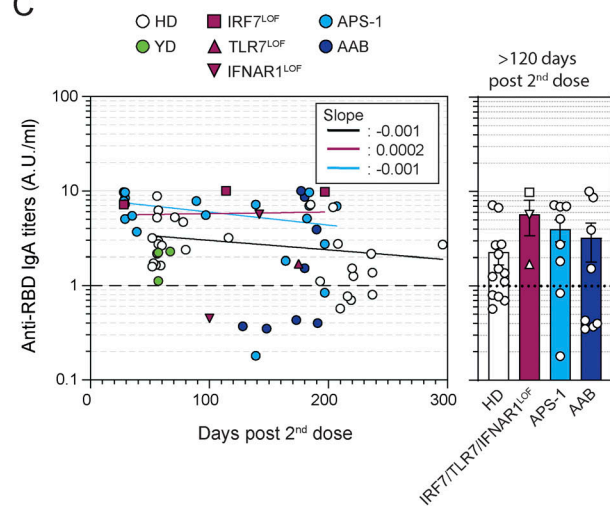 C
HD
IRF7LOF
APS-1
YD
TLR7LOF
AAB
IFNAR1LOF
>120 days
post 2nd dose
Anti-RBD IgA titers (A.U./ml)
100
10
1
0.1
Slope
: -0.001
: 0.0002
: -0.001
0
100
200
300
Days post 2nd dose
HD
IRF7/TLR7/IFNAR1LOF
APS-1
AAB